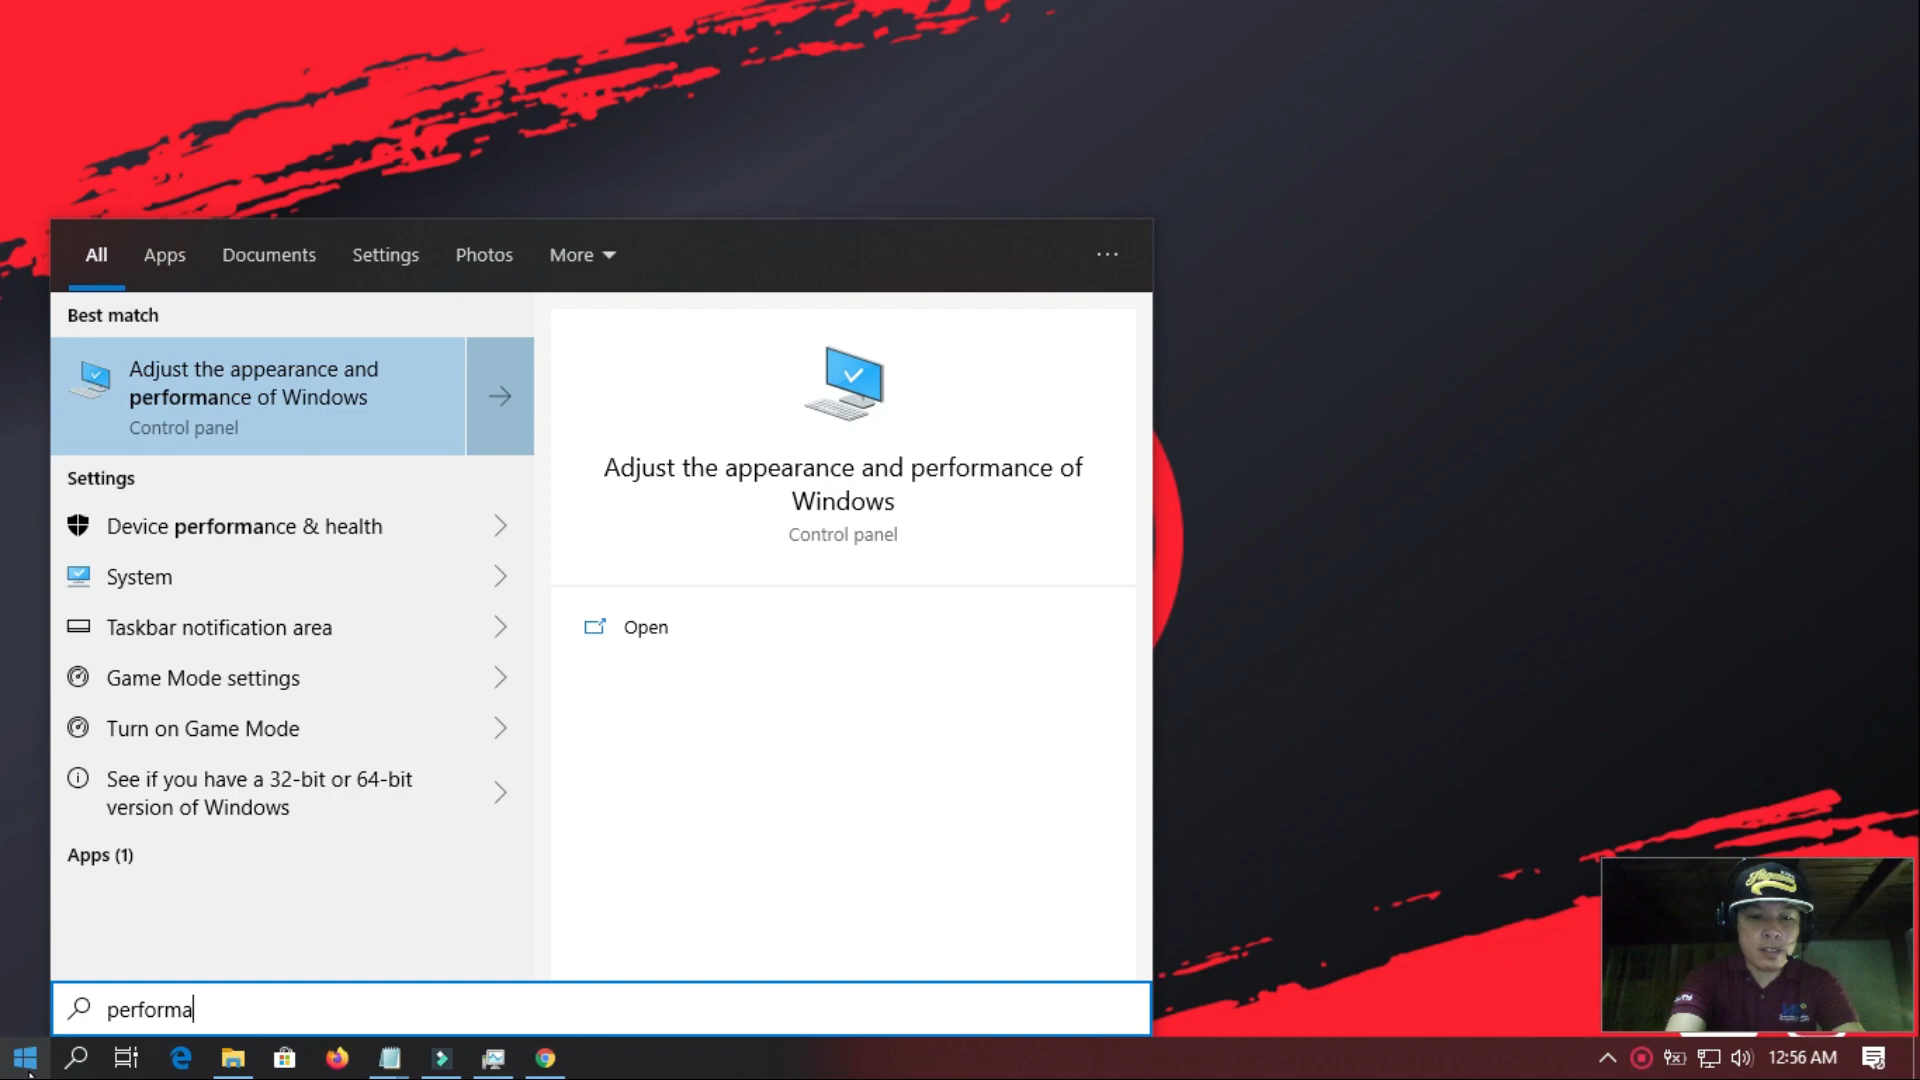 All
Apps
Documents
Settings
Photos
More
...
Best match
Adjust the appearance and
performance of Windows
Control panel
Settings
Device performance & health
System
Taskbar notification area
Game Mode settings
Turn on Game Mode
See if you have a 32-bit or 64-bit
version of Windows
Apps (1)
Adjust the appearance and performance of
Windows
Control panel
Open
performa
12:56 AM